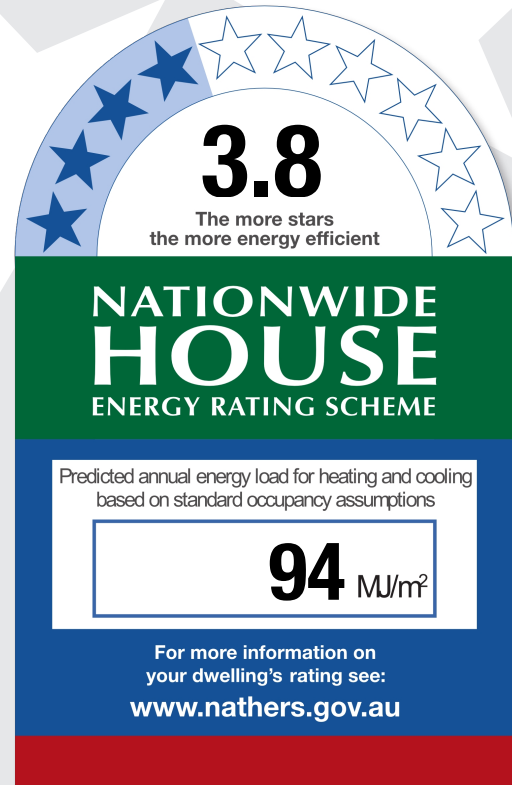 3.8
The more stars
the more energy efficient
NATIONWIDE
HOUSE
ENERGY RATING SCHEME
Predicted annual energy load for heating and cooling
based on standard occupancy assumptions
94 MJ/m²
For more information on
your dwelling's rating see:
www.nathers.gov.au